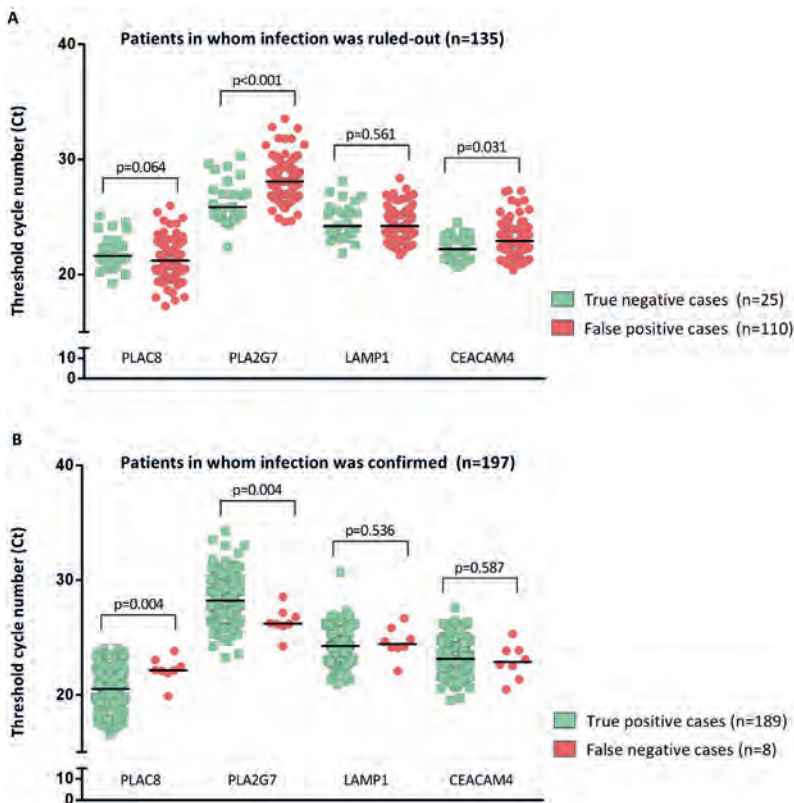 A
Patients in whom infection was ruled-out (n=135)
Threshold cycle number (Ct)
40
30
20
10
0
p=0.064
p<0.001
p=0.561
p=0.031
PLAC8
PLA2G7
LAMP1
CEACAM4
True negative cases (n=25)
False positive cases (n=110)
B
Patients in whom infection was confirmed (n=197)
Threshold cycle number (Ct)
40
30
20
10
0
p=0.004
p=0.004
p=0.536
p=0.587
PLAC8
PLA2G7
LAMP1
CEACAM4
True positive cases (n=189)
False negative cases (n=8)